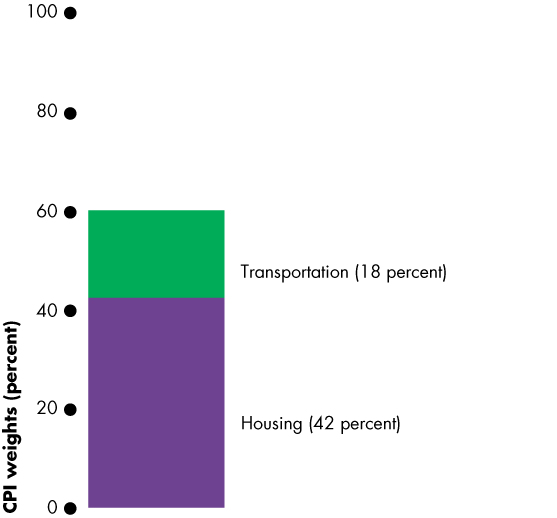 100
80
60
Transportation (18 percent)
40
CPI weights (percent)
20
Housing (42 percent)
0